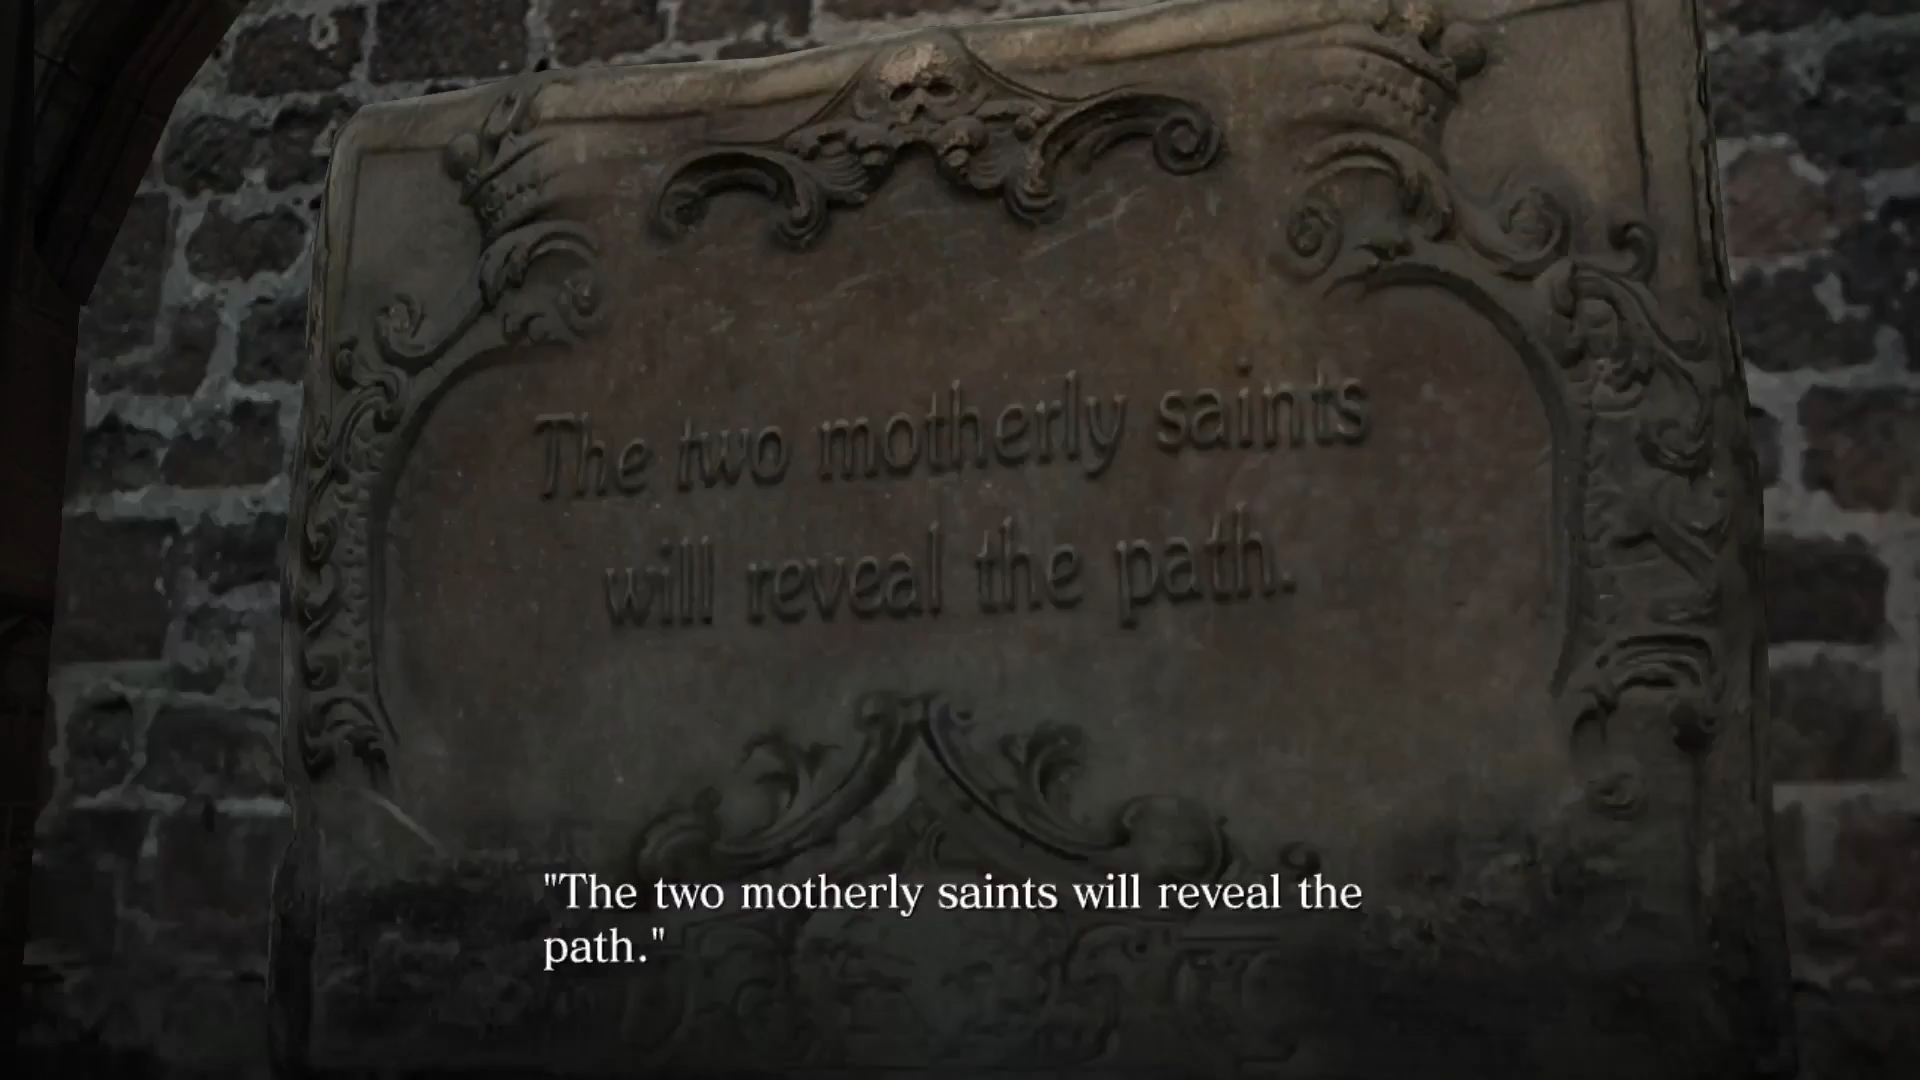 The two motherly saints
will reveal the path.
"The two motherly saints will reveal the
path."